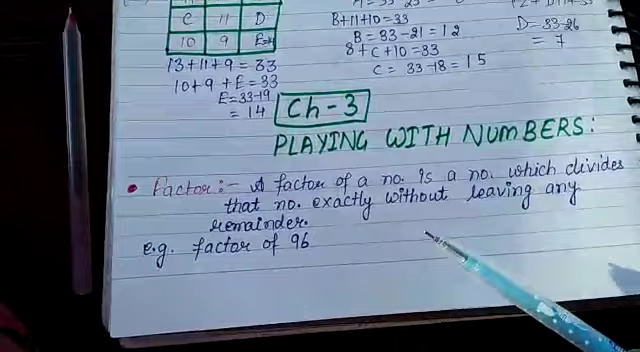 C 11 D
10 9 E
13+11+9 = 33
10+9 +E = 33
E = 33-19
= 14
B+11+10 = 33
B = 33-21 = 12
8+C+10 = 33
C = 33-18 = 15
D = 33-26
= 7
Ch-3
PLAYING WITH NUMBERS:
• Factor:- A factor of a no. is a no. which divides
that no. exactly without leaving any
remainder.
e.g. factor of 96